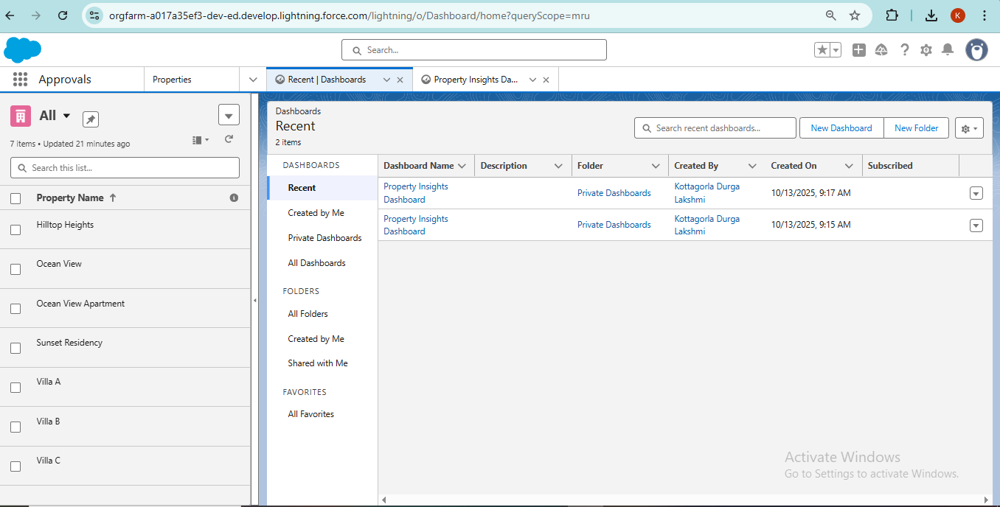 orgfarm-a017a35ef3-dev-ed.develop.lightning.force.com/lightning/o/Dashboard/home?queryScope=mru
K
Search...
Approvals
Properties
Recent | Dashboards
Property Insights Da...
All
7 items • Updated 21 minutes ago
Search this list...
Property Name
Hilltop Heights
Ocean View
Ocean View Apartment
Sunset Residency
Villa A
Villa B
Villa C
Dashboards
Recent
2 items
Search recent dashboards...
New Dashboard
New Folder
DASHBOARDS
Recent
Created by Me
Private Dashboards
All Dashboards
FOLDERS
All Folders
Created by Me
Shared with Me
FAVORITES
All Favorites
Dashboard Name Description Folder Created By Created On Subscribed
Property Insights
Dashboard
Private Dashboards
Kottagorla Durga
Lakshmi
10/13/2025, 9:17 AM
Property Insights
Dashboard
Private Dashboards
Kottagorla Durga
Lakshmi
10/13/2025, 9:15 AM
Activate Windows
Go to Settings to activate Windows.